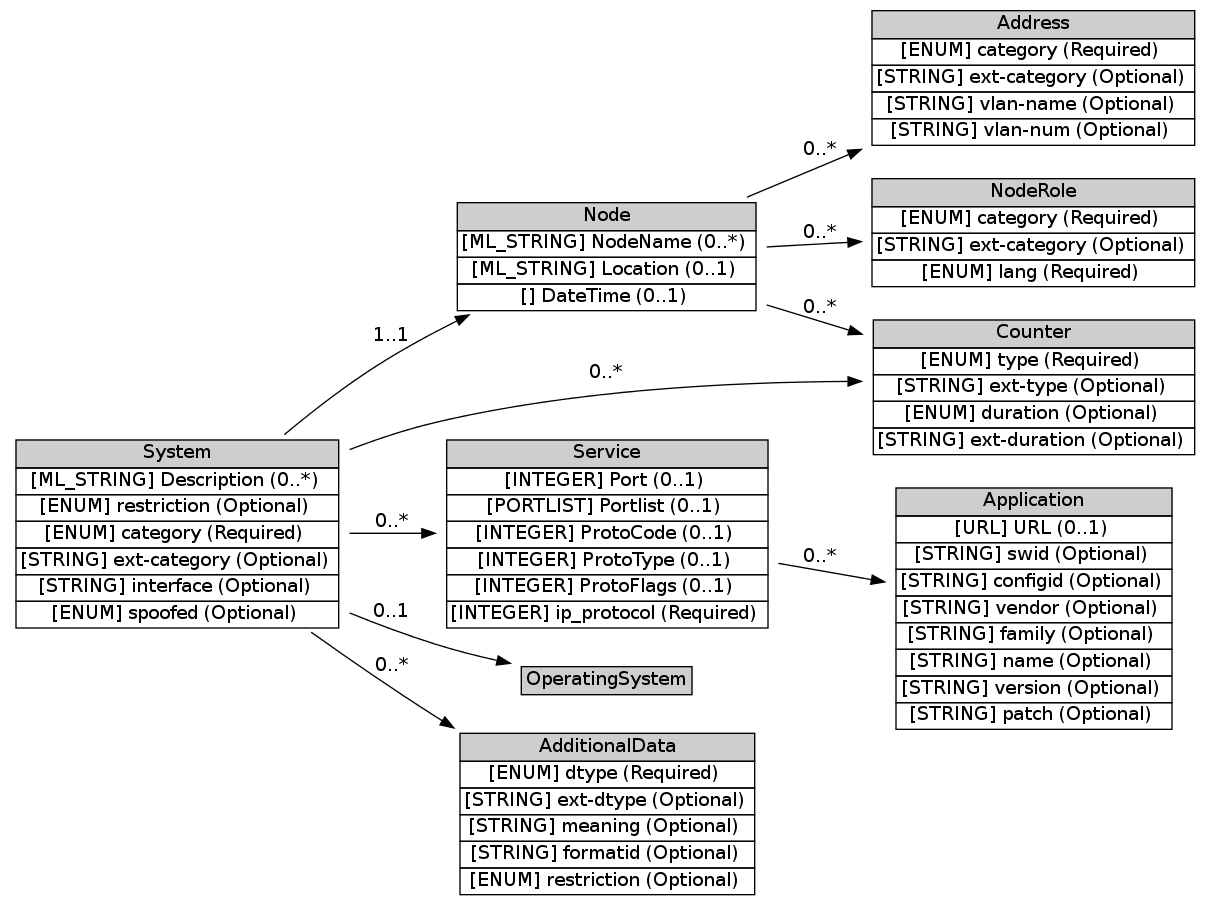 Address
[ENUM] category (Required)
[STRING] ext-category (Optional)
[STRING] vlan-name (Optional)
[STRING] vlan-num (Optional)
0..*
NodeRole
[ENUM] category (Required)
[STRING] ext-category (Optional)
[ENUM] lang (Required)
0..*
Node
[ML_STRING] NodeName (0..*)
[ML_STRING] Location (0..1)
[] DateTime (0..1)
0..*
1..1
Counter
[ENUM] type (Required)
[STRING] ext-type (Optional)
[ENUM] duration (Optional)
[STRING] ext-duration (Optional)
0..*
System
[ML_STRING] Description (0..*)
[ENUM] restriction (Optional)
[ENUM] category (Required)
[STRING] ext-category (Optional)
[STRING] interface (Optional)
[ENUM] spoofed (Optional)
0..*
Service
[INTEGER] Port (0..1)
[PORTLIST] Portlist (0..1)
[INTEGER] ProtoCode (0..1)
[INTEGER] ProtoType (0..1)
[INTEGER] ProtoFlags (0..1)
[INTEGER] ip_protocol (Required)
0..*
Application
[URL] URL (0..1)
[STRING] swid (Optional)
[STRING] configid (Optional)
[STRING] vendor (Optional)
[STRING] family (Optional)
[STRING] name (Optional)
[STRING] version (Optional)
[STRING] patch (Optional)
0..1
OperatingSystem
0..*
AdditionalData
[ENUM] dtype (Required)
[STRING] ext-dtype (Optional)
[STRING] meaning (Optional)
[STRING] formatid (Optional)
[ENUM] restriction (Optional)